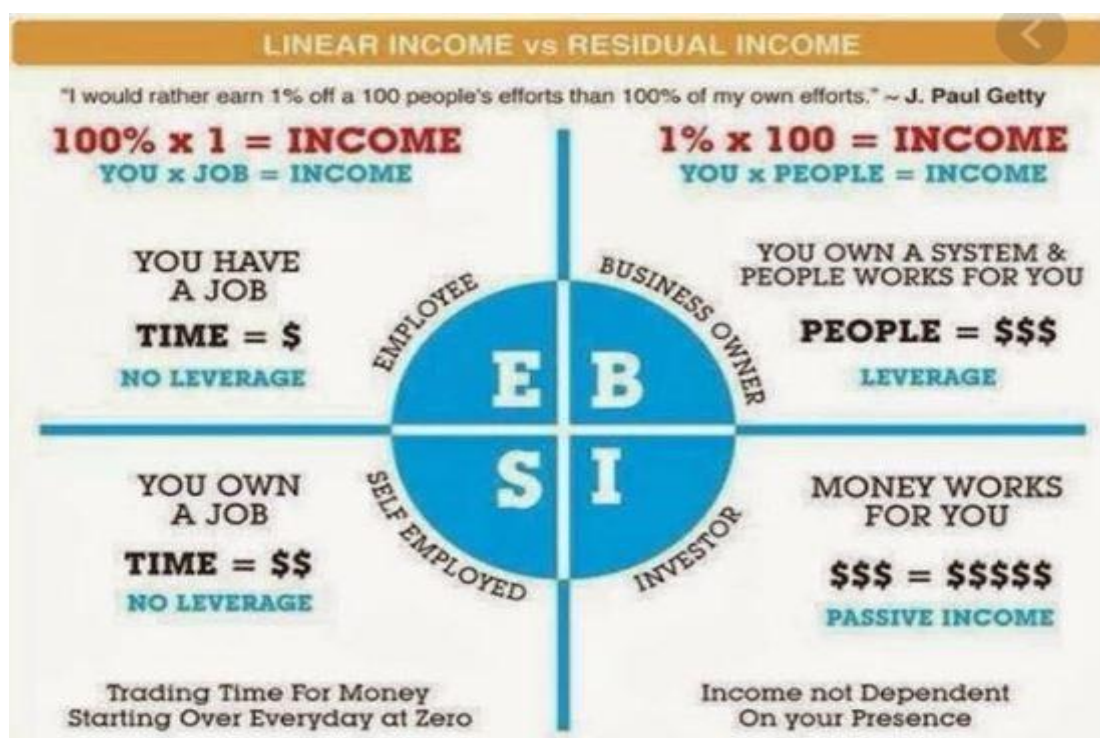 LINEAR INCOME vs RESIDUAL INCOME
"I would rather earn 1% off a 100 people's efforts than 100% of my own efforts." ~ J. Paul Getty
100% x 1 = INCOME
YOU x JOB = INCOME
1% x 100 = INCOME
YOU x PEOPLE = INCOME
YOU HAVE
A JOB
TIME = $
NO LEVERAGE
EMPLOYEE
BUSINESS OWNER
YOU OWN A SYSTEM &
PEOPLE WORKS FOR YOU
PEOPLE = $$$
LEVERAGE
E B
S I
YOU OWN
A JOB
TIME = $$
NO LEVERAGE
SELF EMPLOYED
INVESTOR
MONEY WORKS
FOR YOU
$$$ = $$$$$
PASSIVE INCOME
Trading Time For Money
Starting Over Everyday at Zero
Income not Dependent
On your Presence